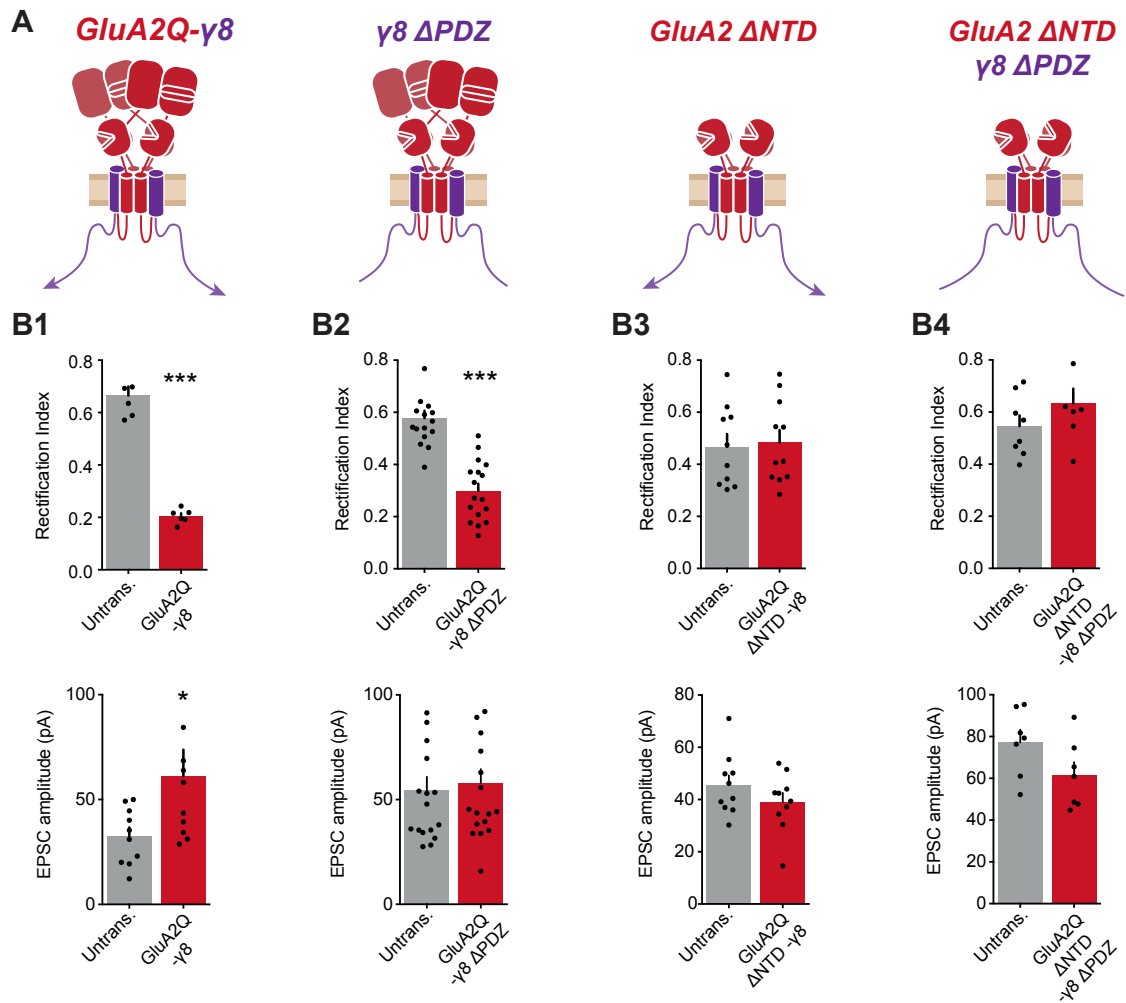 A
GluA2Q-γ8
γ8 ΔPDZ
GluA2 ΔNTD
GluA2 ΔNTD
γ8 ΔPDZ
B1
Rectification Index
0.8
0.6
0.4
0.2
0.0
***
Untrans.
GluA2Q
-γ8
B2
Rectification Index
0.8
0.6
0.4
0.2
0.0
***
Untrans.
GluA2Q
-γ8 ΔPDZ
B3
Rectification Index
0.8
0.6
0.4
0.2
0.0
Untrans.
GluA2Q
ΔNTD -γ8
B4
Rectification Index
0.8
0.6
0.4
0.2
0.0
Untrans.
GluA2Q
ΔNTD
-γ8 ΔPDZ
EPSC amplitude (pA)
100
50
0
*
Untrans.
GluA2Q
-γ8
EPSC amplitude (pA)
100
50
0
Untrans.
GluA2Q
-γ8 ΔPDZ
EPSC amplitude (pA)
80
60
40
20
0
Untrans.
GluA2Q
ΔNTD -γ8
EPSC amplitude (pA)
100
80
60
40
20
0
Untrans.
GluA2Q
ΔNTD
-γ8 ΔPDZ